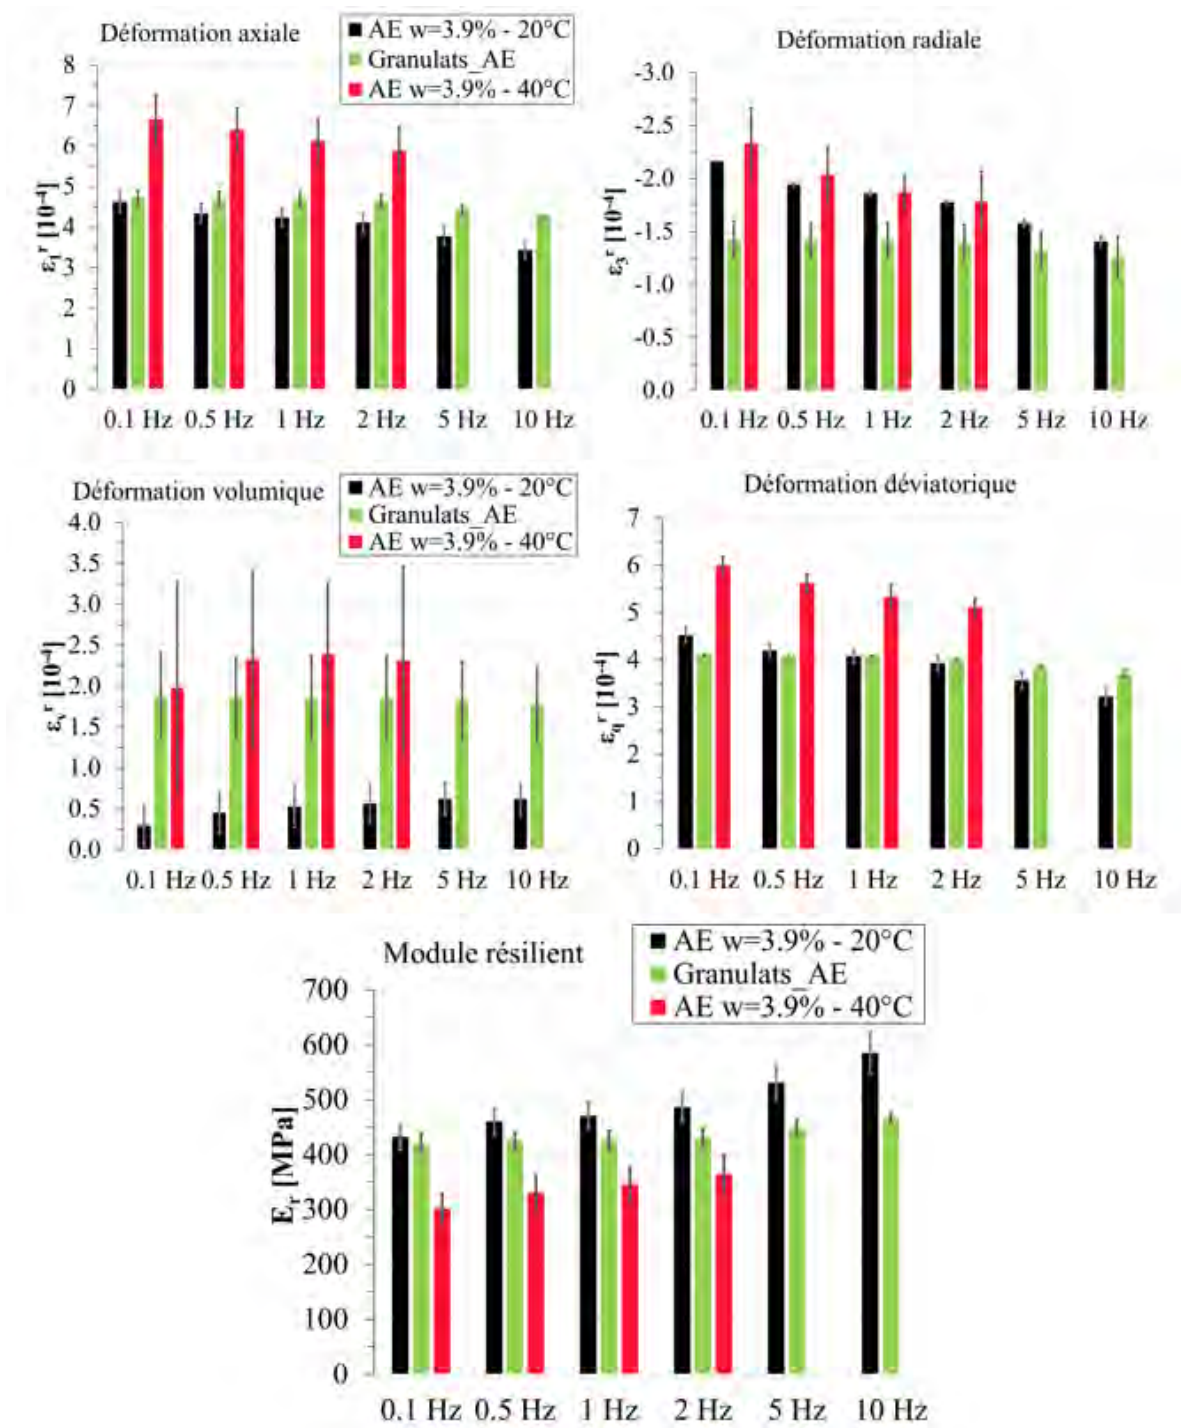 Déformation axiale
AE w=3.9% - 20°C
Granulats_AE
AE w=3.9% - 40°C
8
7
6
5
4
3
2
1
0
ε₁ʳ [10⁻⁴]
0.1 Hz 0.5 Hz 1 Hz 2 Hz 5 Hz 10 Hz
Déformation radiale
-3.0
-2.5
-2.0
-1.5
-1.0
-0.5
0.0
ε₃ʳ [10⁻⁴]
0.1 Hz 0.5 Hz 1 Hz 2 Hz 5 Hz 10 Hz
Déformation volumique
AE w=3.9% - 20°C
Granulats_AE
AE w=3.9% - 40°C
4.0
3.5
3.0
2.5
2.0
1.5
1.0
0.5
0.0
εᵥʳ [10⁻⁴]
0.1 Hz 0.5 Hz 1 Hz 2 Hz 5 Hz 10 Hz
Déformation déviatorique
7
6
5
4
3
2
1
0
ε_qʳ [10⁻⁴]
0.1 Hz 0.5 Hz 1 Hz 2 Hz 5 Hz 10 Hz
Module résilient
AE w=3.9% - 20°C
Granulats_AE
AE w=3.9% - 40°C
700
600
500
400
300
200
100
0
Eᵣ [MPa]
0.1 Hz 0.5 Hz 1 Hz 2 Hz 5 Hz 10 Hz